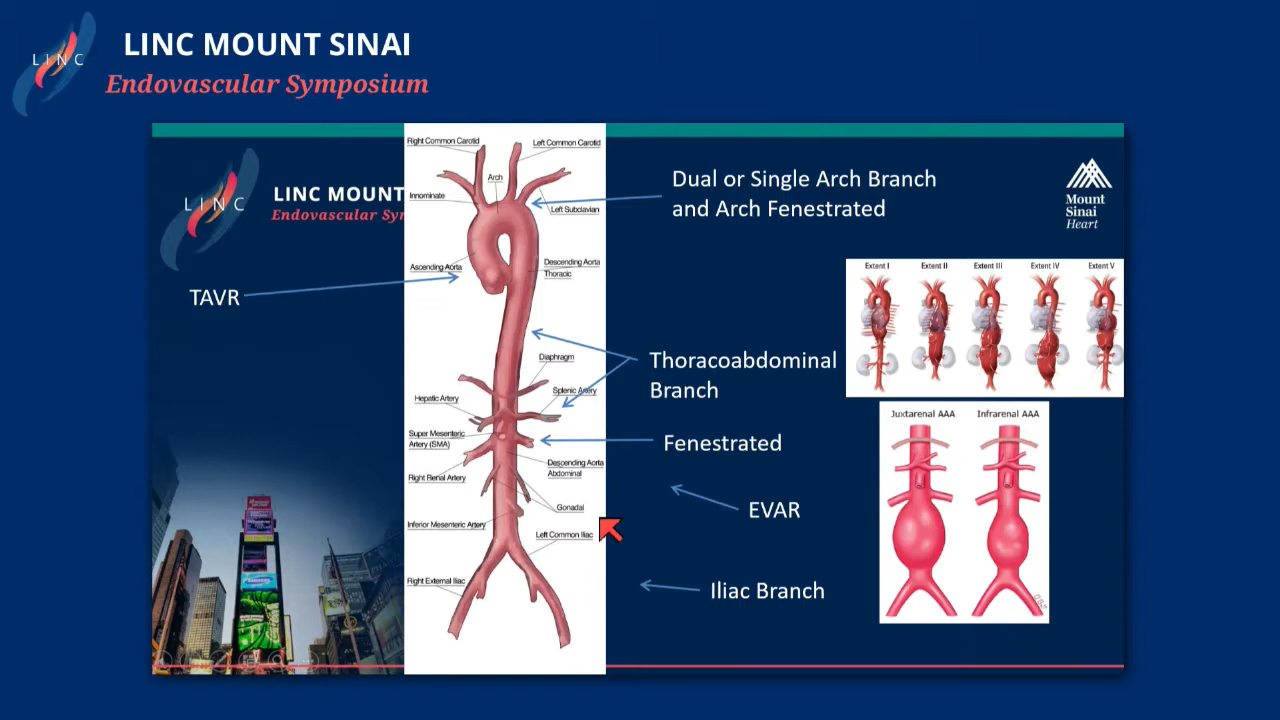 LINC
LINC MOUNT SINAI
Endovascular Symposium
LINC
LINC MOUNT
Endovascular Syr
Right Common Carotid
Left Common Carotid
Arch
Innominate
Left Subclavian
Ascending Aorta
Descending Aorta
Thoracic
Diaphragm
Splenic Artery
Hepatic Artery
Super Mesenteric
Artery (SMA)
Right Renal Artery
Descending Aorta
Abdominal
Gonadal
Inferior Mesenteric Artery
Left Common Iliac
Right External Iliac
TAVR
Dual or Single Arch Branch
and Arch Fenestrated
Thoracoabdominal
Branch
Fenestrated
EVAR
Iliac Branch
Mount
Sinai
Heart
Extent I
Extent II
Extent III
Extent IV
Extent V
Juxtarenal AAA
Infrarenal AAA
SAMSUNG